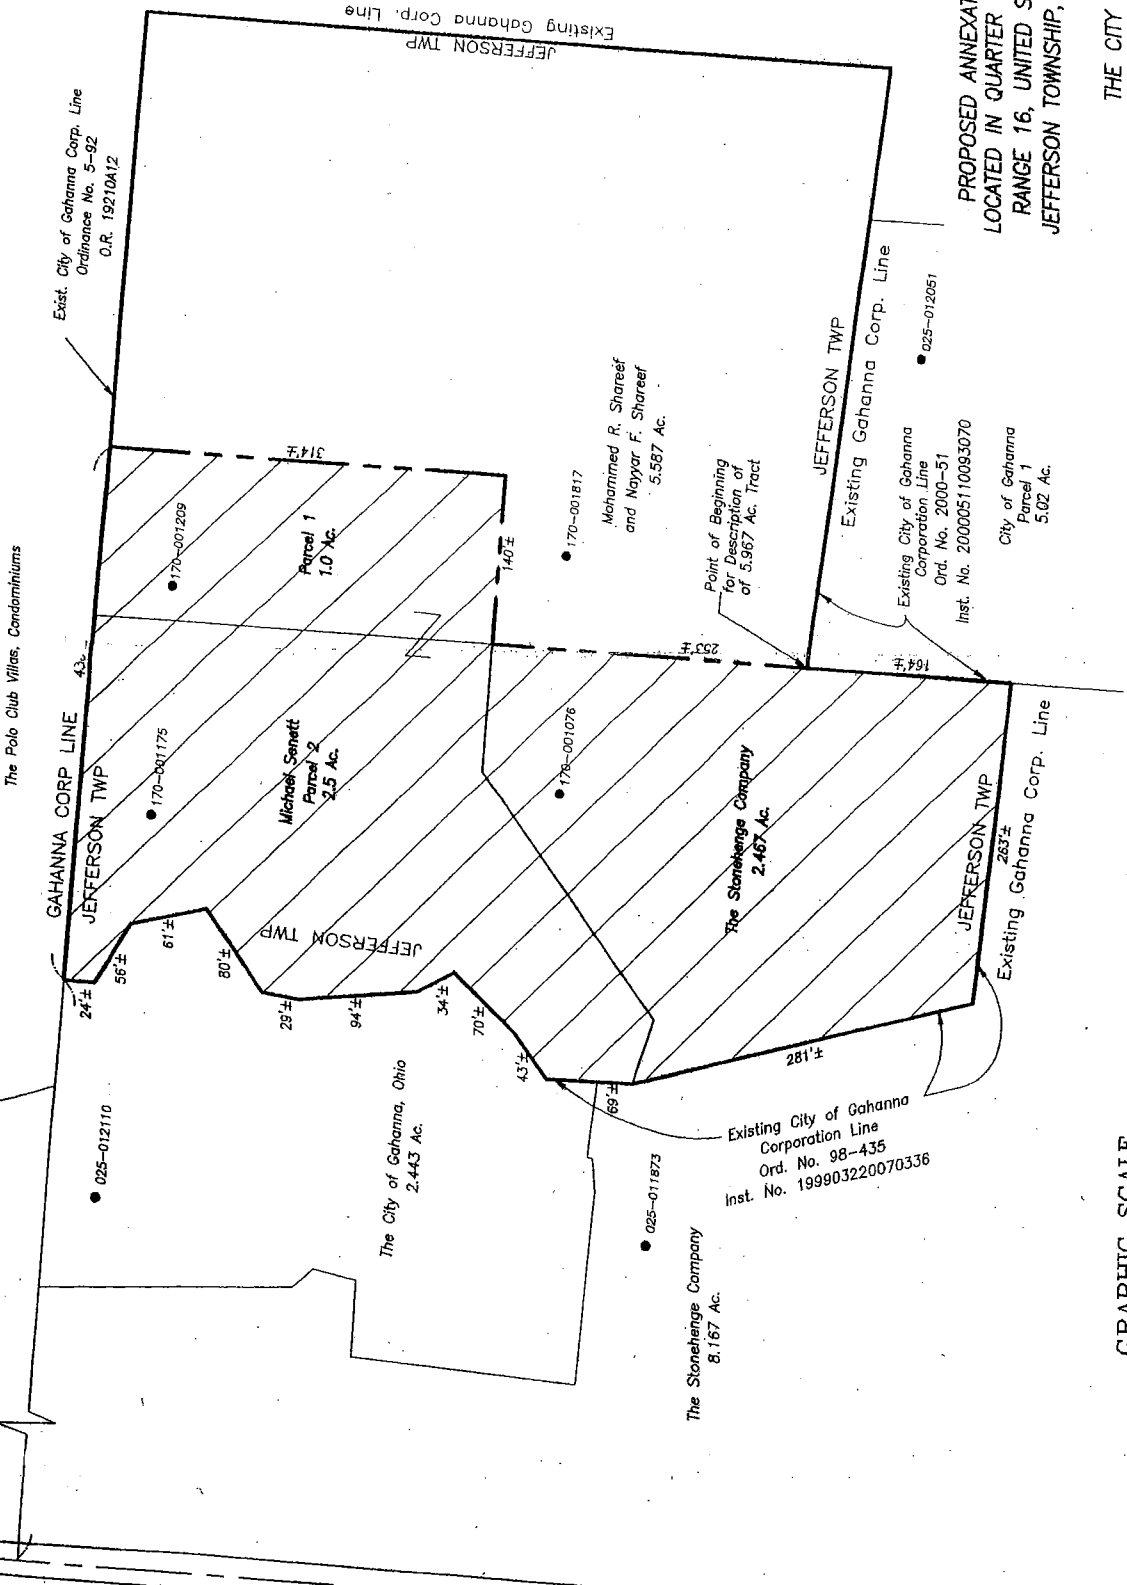 The Polo Club Villas, Condominiums
Exist. City of Gahanna Corp. Line
Ordinance No. 5-92
O.R. 19210A12
Existing Gahanna Corp. Line
JEFFERSON TWP
GAHANNA CORP LINE
JEFFERSON TWP
314'±
170-001209
Parcel 1
1.0 Ac.
140'±
170-001175
Michael Senett
Parcel 2
2.5 Ac.
170-001817
Mohammed R. Shareef
and Nayyar F. Shareef
5.587 Ac.
Point of Beginning
for Description of
of 5.967 Ac. Tract
253'±
164'±
JEFFERSON TWP
Existing Gahanna Corp. Line
025-012051
Existing City of Gahanna
Corporation Line
Ord. No. 2000-51
Inst. No. 200005110093070
City of Gahanna
Parcel 1
5.02 Ac.
170-001076
The Stonehenge Company
2.467 Ac.
JEFFERSON TWP
263'±
Existing Gahanna Corp. Line
JEFFERSON TWP
24'±
56'±
61'±
80'±
29'±
94'±
34'±
70'±
43'±
69'±
281'±
025-012110
The City of Gahanna, Ohio
2.443 Ac.
Existing City of Gahanna
Corporation Line
Ord. No. 98-435
Inst. No. 199903220070336
025-011873
The Stonehenge Company
8.167 Ac.
PROPOSED ANNEXAT
LOCATED IN QUARTER
RANGE 16, UNITED S
JEFFERSON TOWNSHIP,
THE CITY
GRAPHIC SCALE